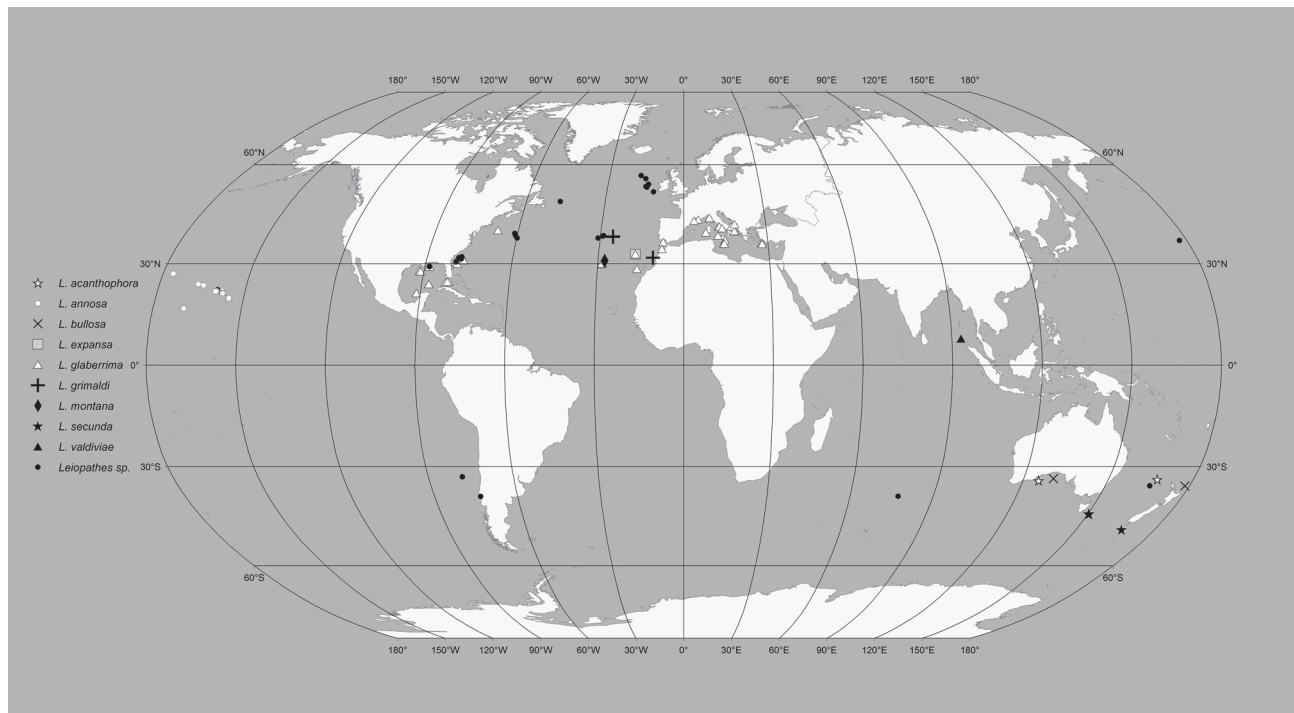 180° 150°W 120°W 90°W 60°W 30°W 0° 30°E 60°E 90°E 120°E 150°E 180°
60°N 60°N
30°N 30°N
L. acanthophora
L. annosa
L. bullosa
L. expansa
L. glaberrima 0° 0°
L. grimaldi
L. montana
L. secunda
L. valdiviae
Leiopathes sp. 30°S 30°S
60°S 60°S
180° 150°W 120°W 90°W 60°W 30°W 0° 30°E 60°E 90°E 120°E 150°E 180°